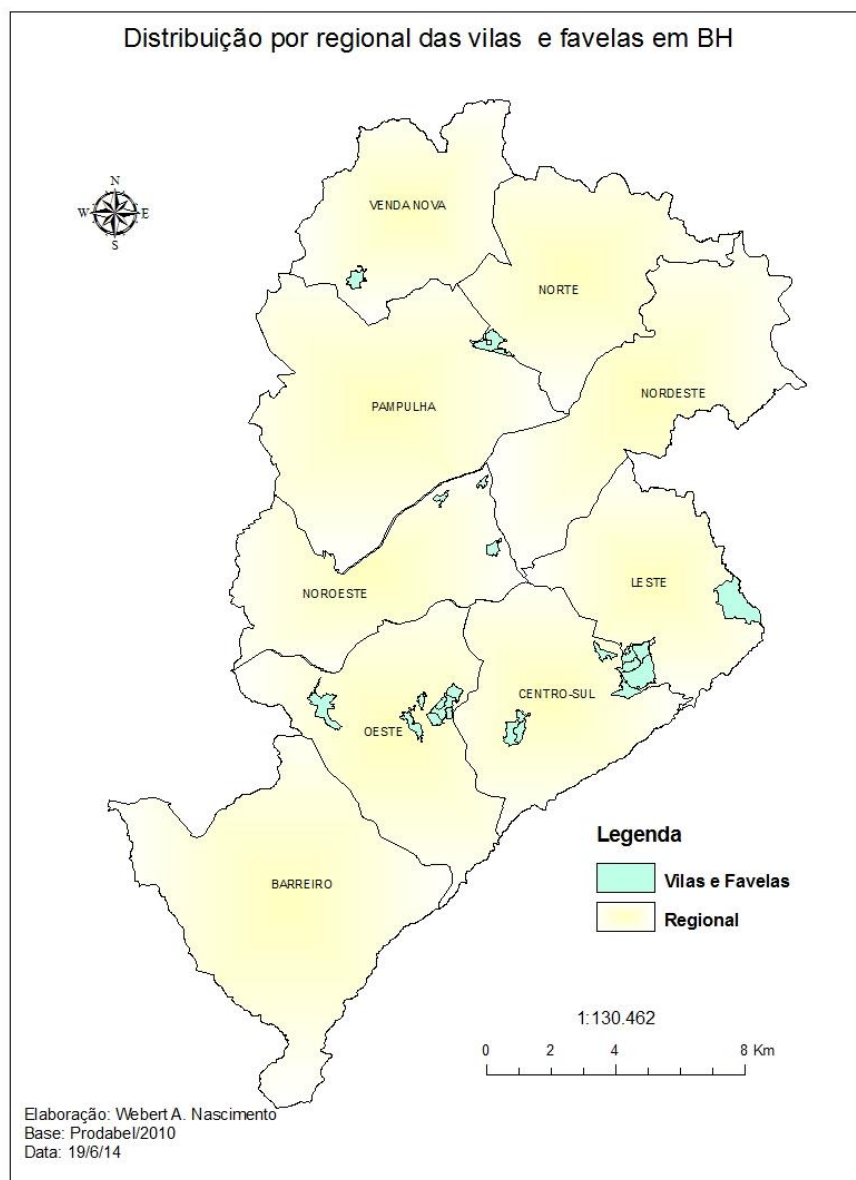 Distribuição por regional das vilas e favelas em BH
N
W E
S
VENDA NOVA
NORTE
NORDESTE
PAMPULHA
NOROESTE
LESTE
CENTRO-SUL
OESTE
BARREIRO
Legenda
Vilas e Favelas
Regional
1:130.462
0 2 4 8 Km
Elaboração: Webert A. Nascimento
Base: Prodabel/2010
Data: 19/6/14